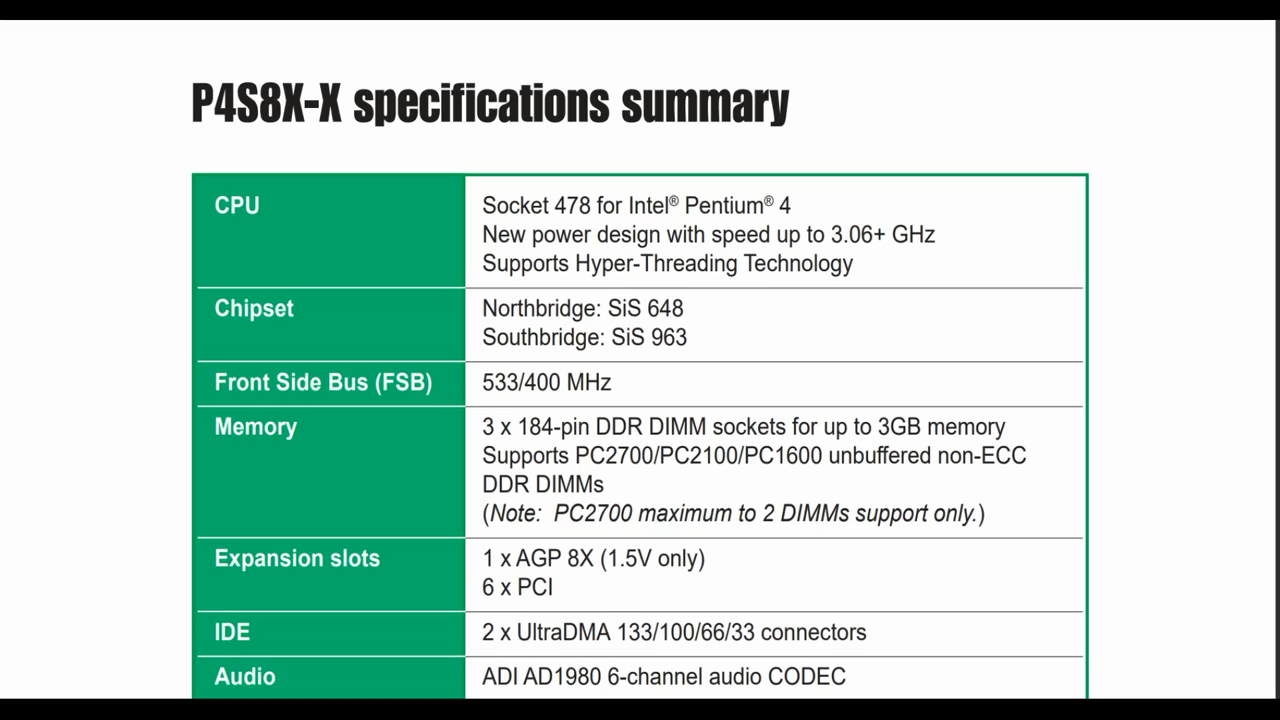 P4S8X-X specifications summary
CPU
Socket 478 for Intel® Pentium® 4
New power design with speed up to 3.06+ GHz
Supports Hyper-Threading Technology
Chipset
Northbridge: SiS 648
Southbridge: SiS 963
Front Side Bus (FSB)
533/400 MHz
Memory
3 x 184-pin DDR DIMM sockets for up to 3GB memory
Supports PC2700/PC2100/PC1600 unbuffered non-ECC
DDR DIMMs
(Note: PC2700 maximum to 2 DIMMs support only.)
Expansion slots
1 x AGP 8X (1.5V only)
6 x PCI
IDE
2 x UltraDMA 133/100/66/33 connectors
Audio
ADI AD1980 6-channel audio CODEC